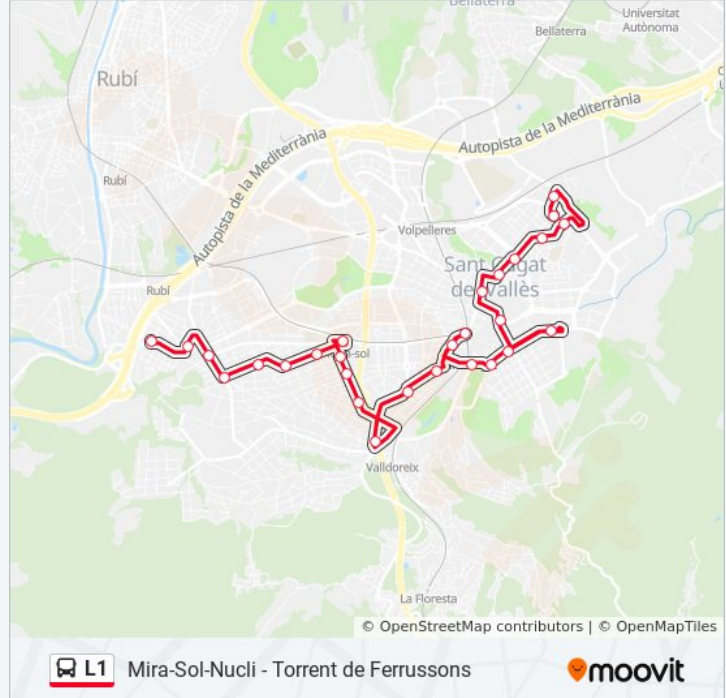 Bellaterra
Universitat
Autònoma
Bellaterra
Rubí
Autopista de la Mediterrània
Autopista de la Mediterrània
Rubí
Volpelleres
Sant Cugat
del Vallès
Rubí
Valldoreix
La Floresta
© OpenStreetMap contributors | © OpenMapTiles
L1 Mira-Sol-Nucli - Torrent de Ferrussons moovit